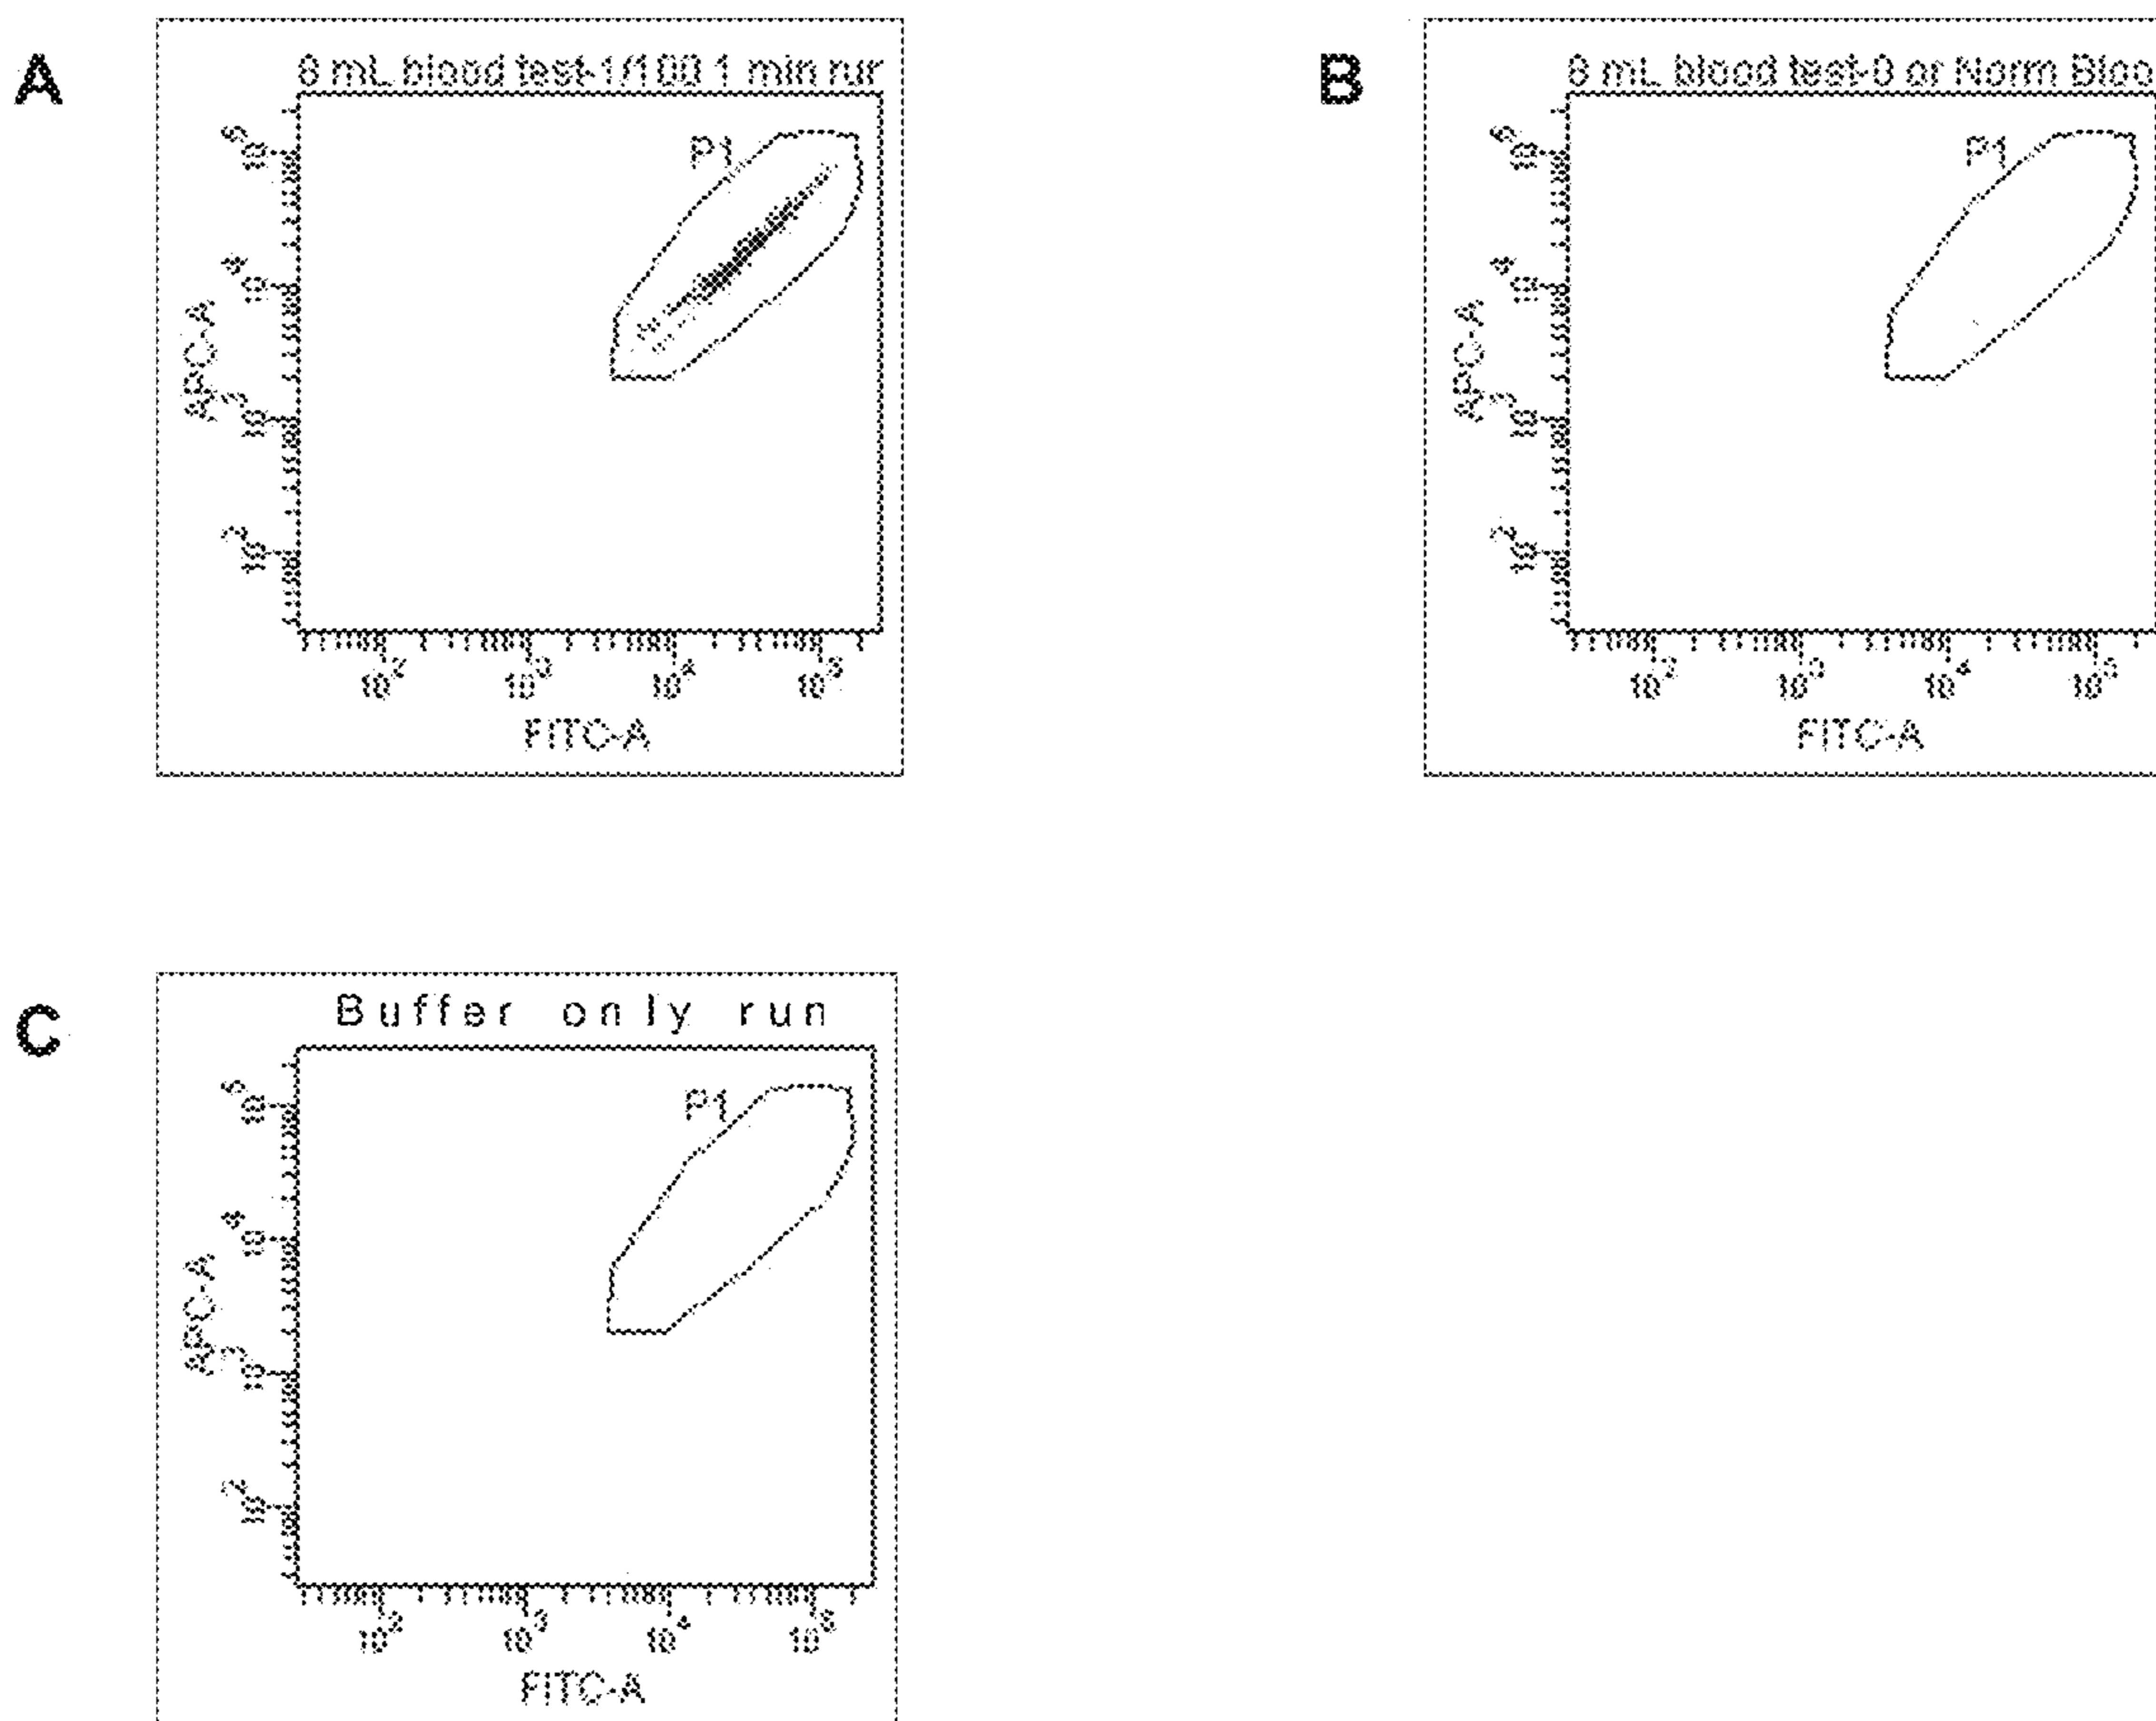 A
8 mL blood test-1/100 1 min rur
P1
10^5
10^4
10^3
10^2
APC-A
10^2 10^3 10^4 10^5
FITC-A
B
8 mL blood test-0 or Norm Bloo
P1
10^5
10^4
10^3
10^2
APC-A
10^2 10^3 10^4 10^5
FITC-A
C
Buffer only run
P1
10^5
10^4
10^3
10^2
APC-A
10^2 10^3 10^4 10^5
FITC-A